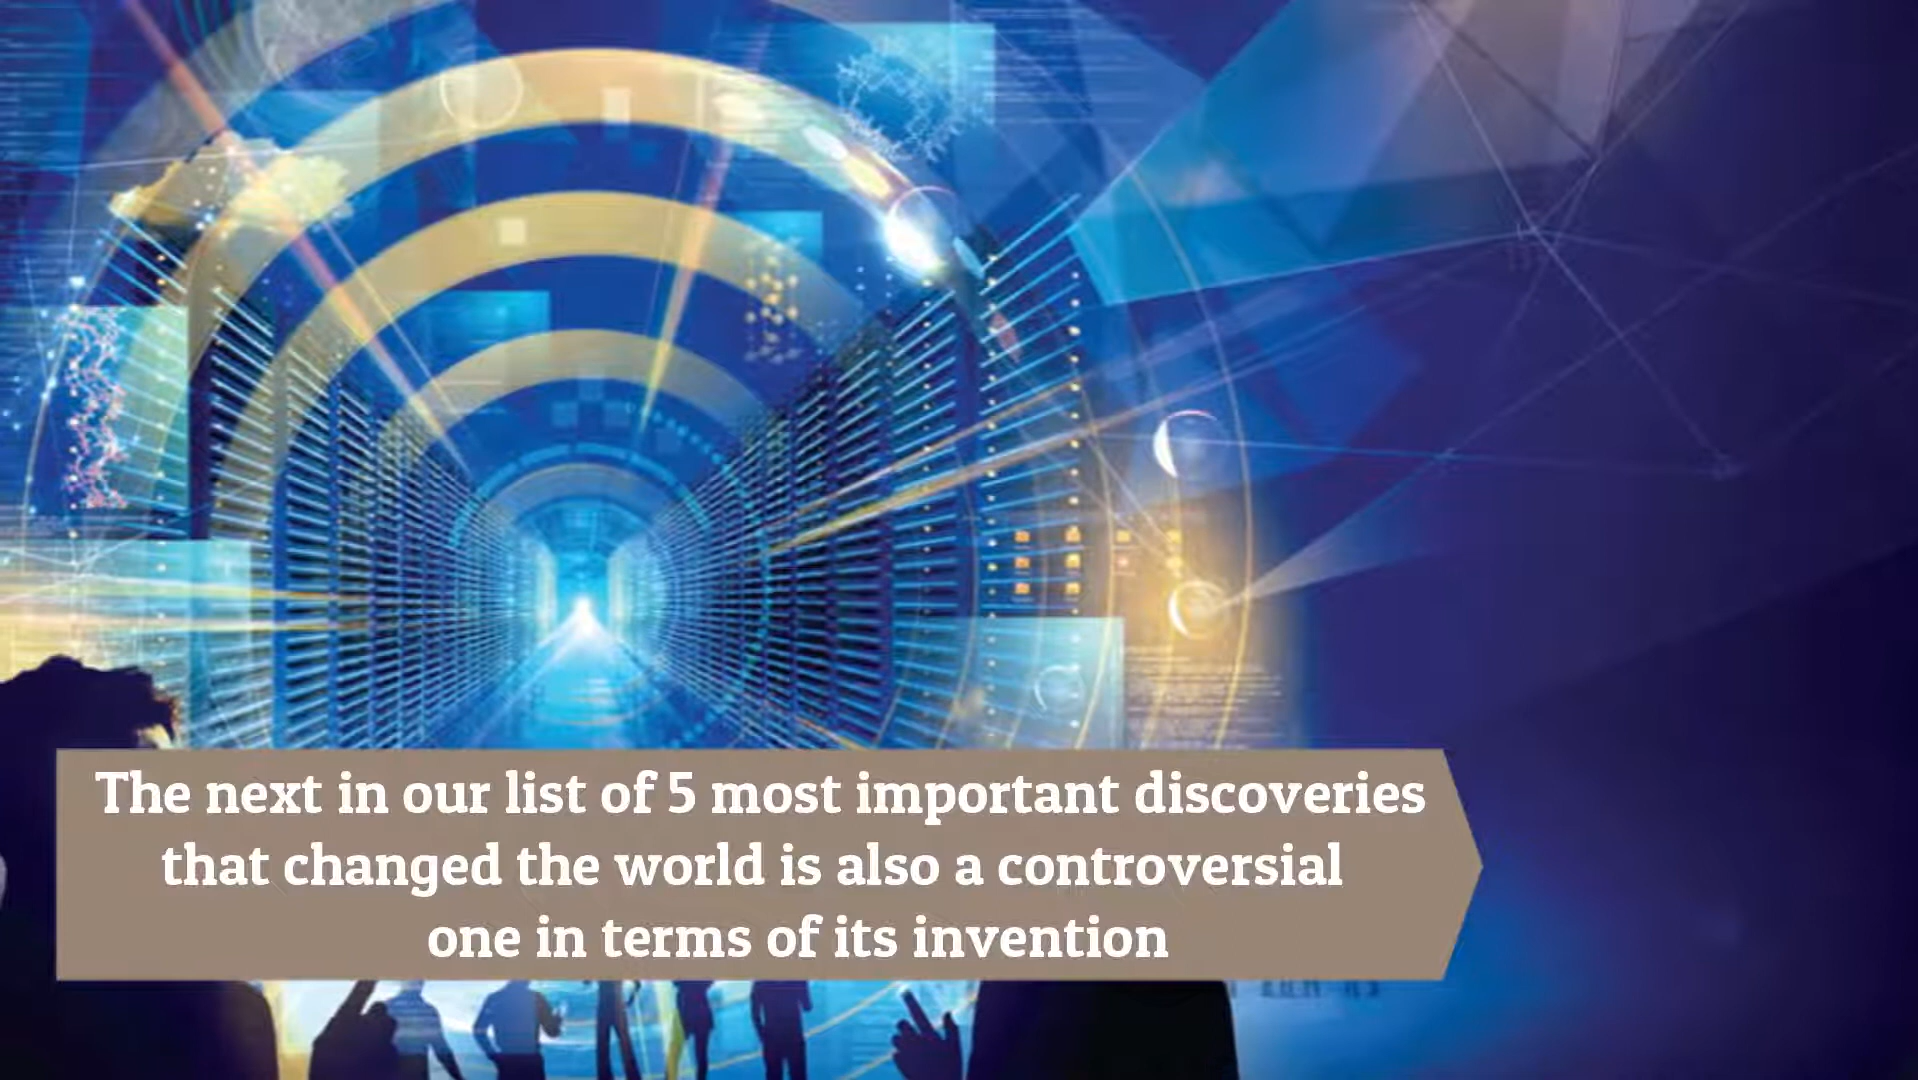 The next in our list of 5 most important discoveries
that changed the world is also a controversial
one in terms of its invention